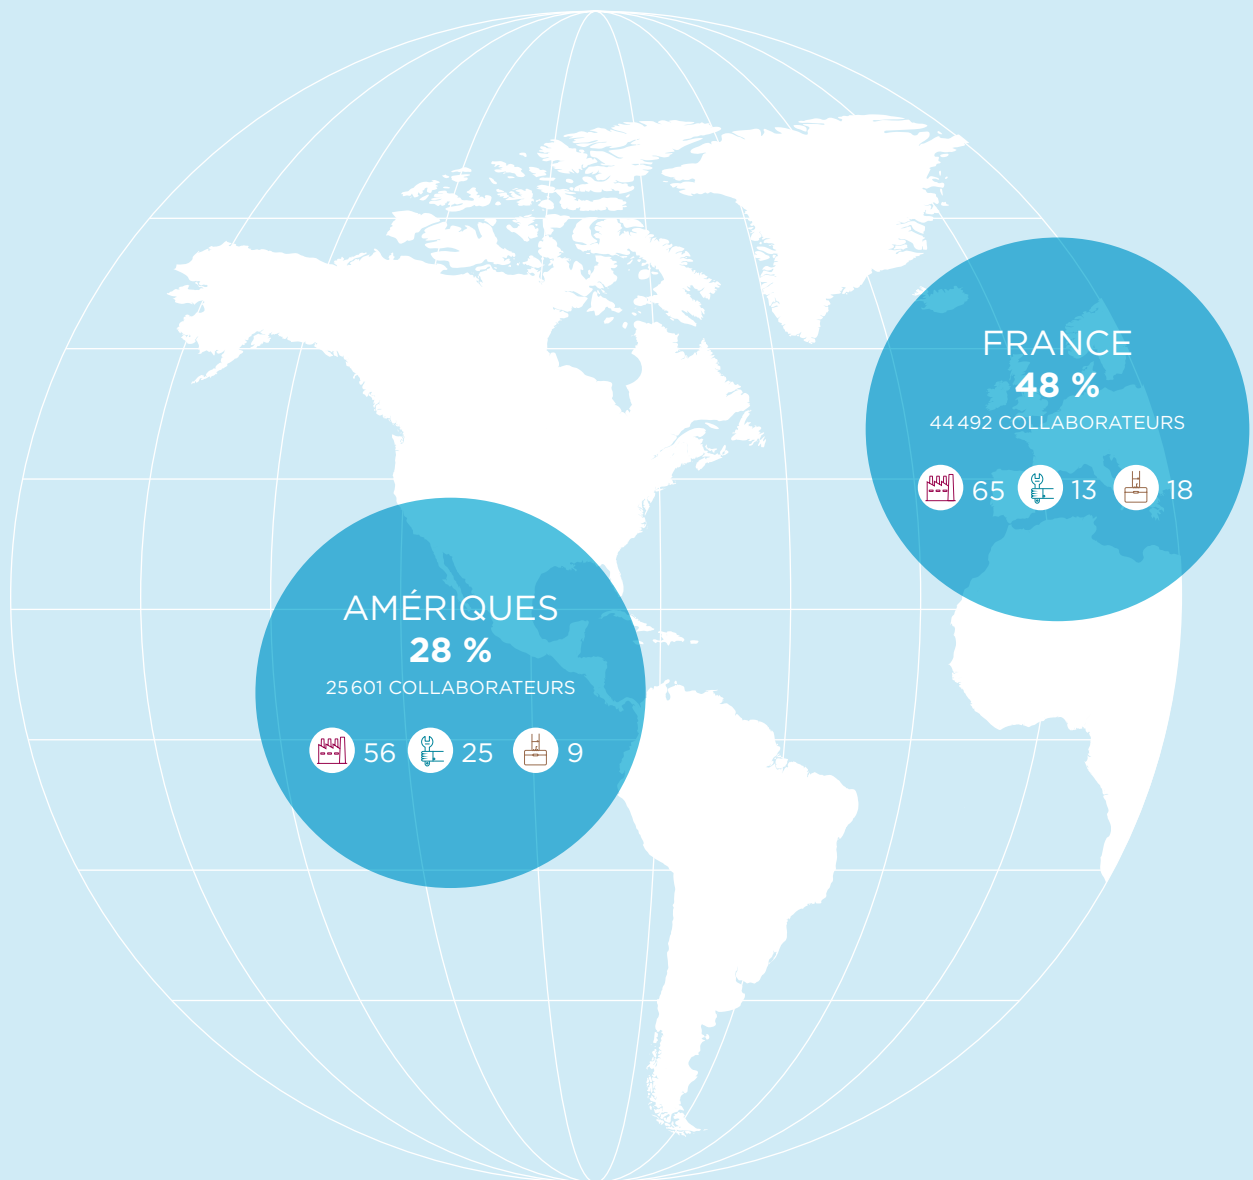 FRANCE
48 %
44 492 COLLABORATEURS
65 13 18
AMÉRIQUES
28 %
25 601 COLLABORATEURS
56 25 9